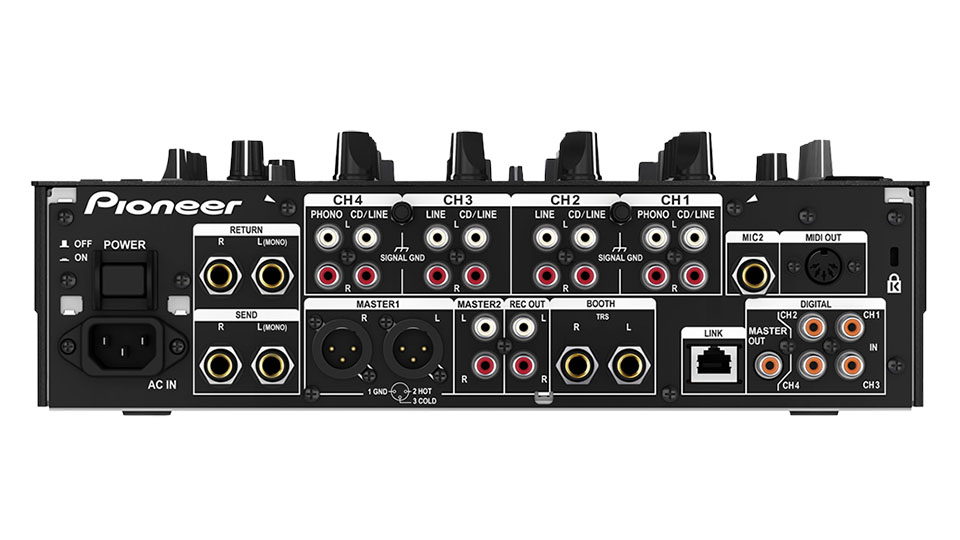 Pioneer
OFF POWER
ON
AC IN
RETURN
R L(MONO)
SEND
R L(MONO)
CH4
PHONO CD/LINE
L
R
CH3
LINE CD/LINE
L
R
SIGNAL GND
CH2
LINE CD/LINE
L
R
CH1
PHONO CD/LINE
L
R
SIGNAL GND
MIC2
MIDI OUT
K
MASTER1
R L
1 GND 2 HOT
3 COLD
MASTER2
L
R
REC OUT
L
R
BOOTH
TRS
R L
LINK
DIGITAL
CH2 CH1
MASTER OUT
IN
CH4 CH3